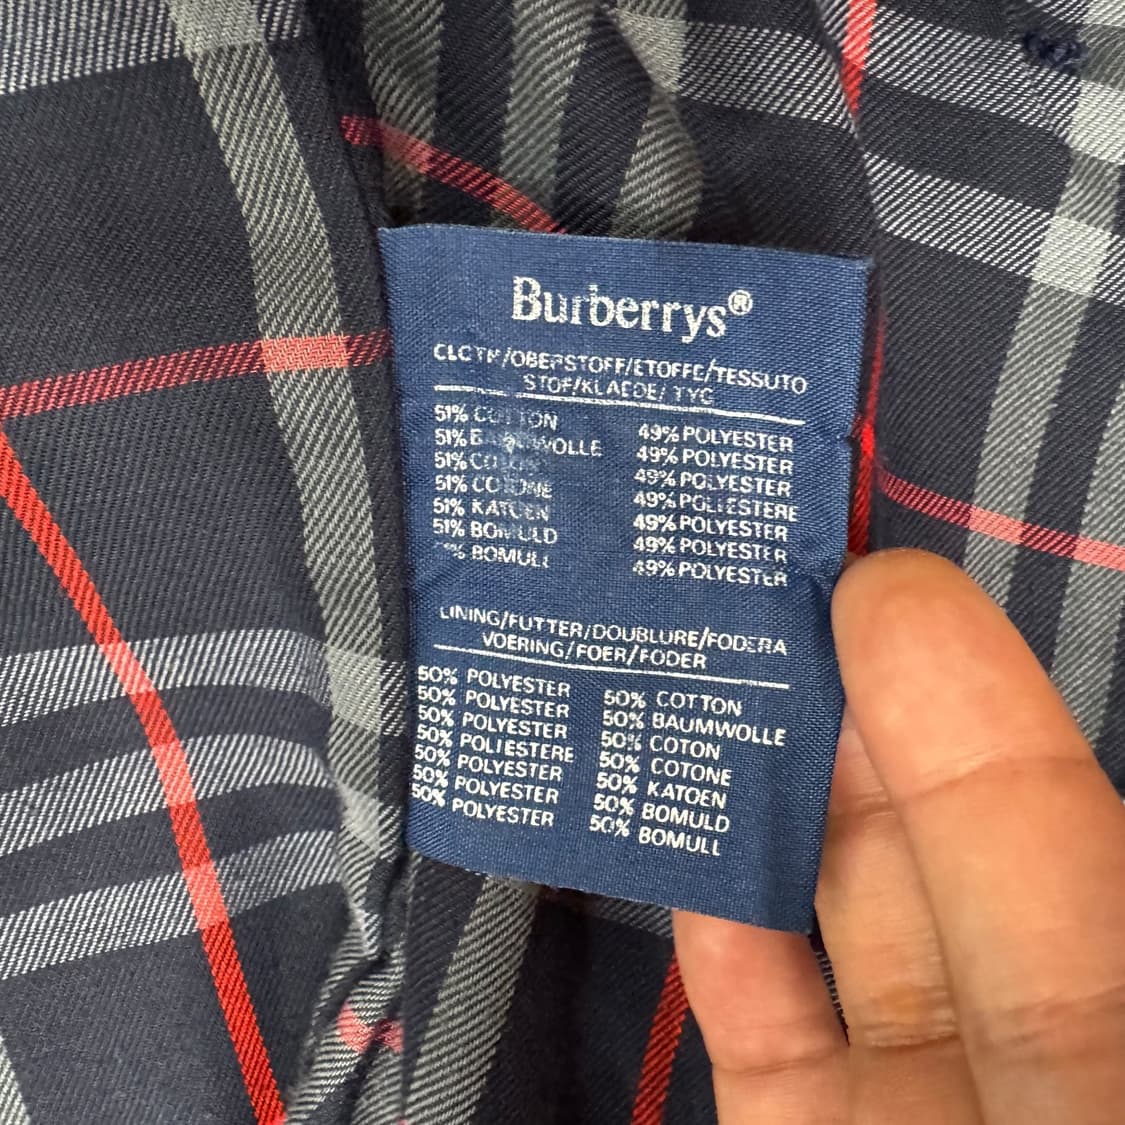 Burberrys®
CLOTH/OBERSTOFF/ETOFFE/TESSUTO
STOF/KLAEDE/ TYG
51% COTTON 49% POLYESTER
51% BAUMWOLLE 49% POLYESTER
51% COTON 49% POLYESTER
51% COTONE 49% POLIESTERE
51% KATOEN 49% POLYESTER
51% BOMULD 49% POLYESTER
% BOMULL 49% POLYESTER
LINING/FUTTER/DOUBLURE/FODERA
VOERING/FOER/FODER
50% POLYESTER 50% COTTON
50% POLYESTER 50% BAUMWOLLE
50% POLYESTER 50% COTON
50% POLIESTERE 50% COTONE
50% POLYESTER 50% KATOEN
50% POLYESTER 50% BOMULD
50% POLYESTER 50% BOMULL